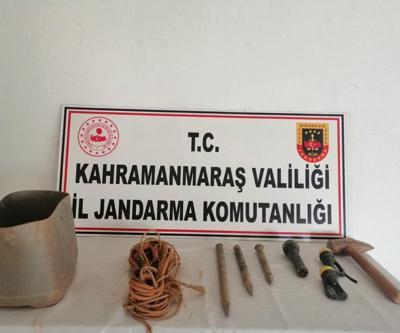 T.C.
KAHRAMANMARAŞ VALİLİĞİ
İL JANDARMA KOMUTANLIĞI